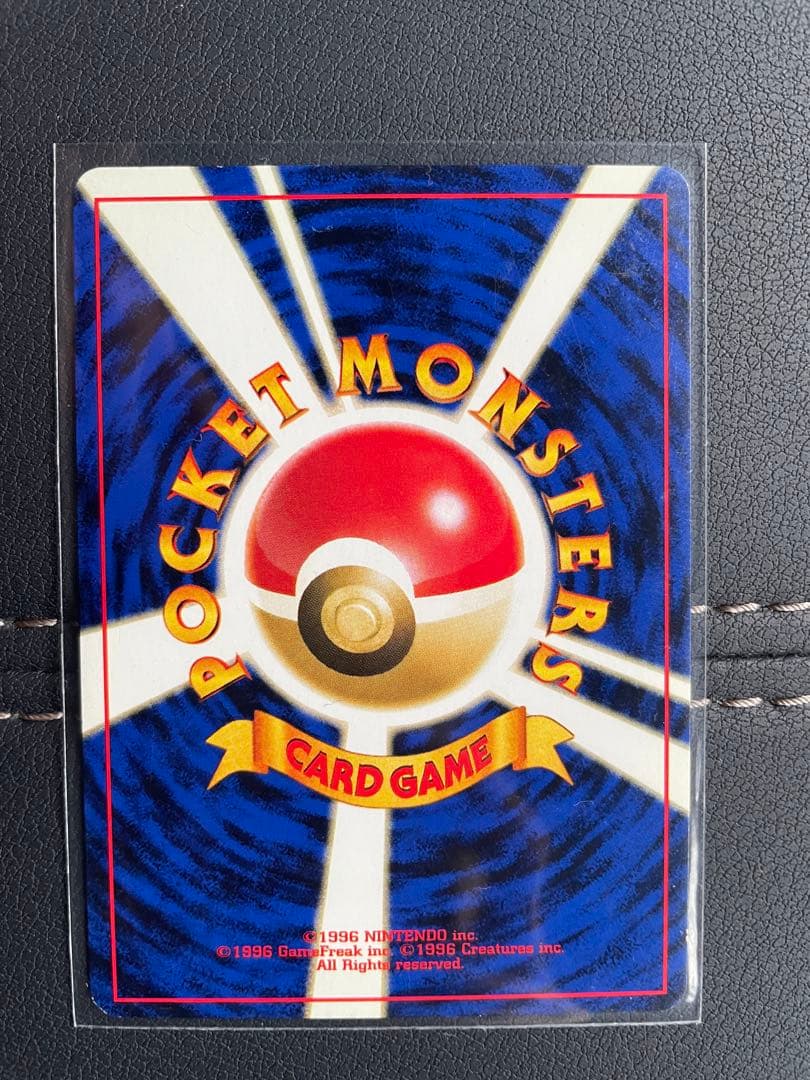 POCKET MONSTERS
CARD GAME
©1996 NINTENDO inc.
©1996 GameFreak inc. ©1996 Creatures inc.
All Rights reserved.